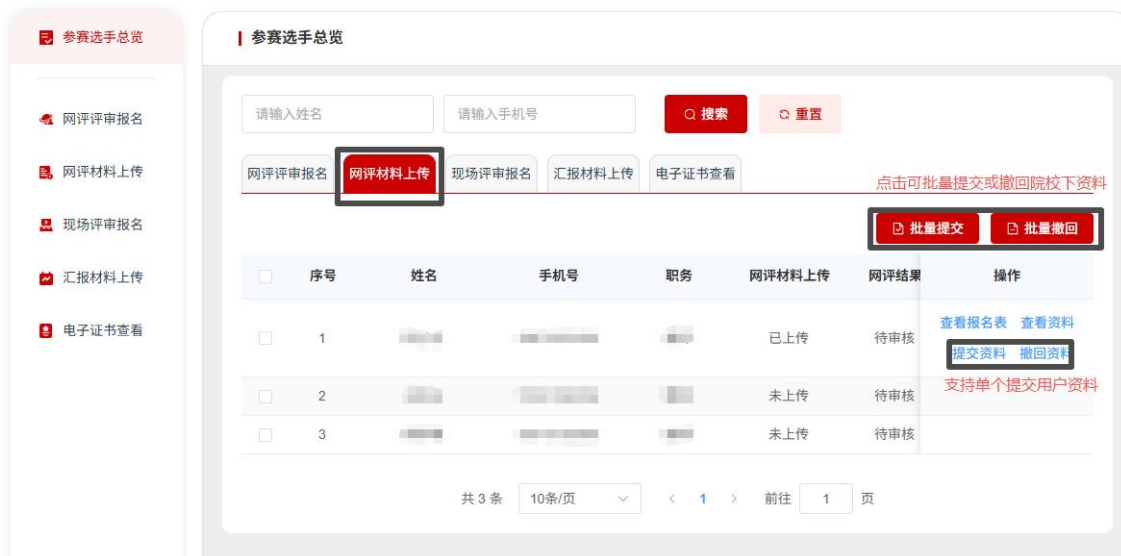 参赛选手总览
网评评审报名
网评材料上传
现场评审报名
汇报材料上传
电子证书查看
参赛选手总览
请输入姓名 请输入手机号 搜索 重置
网评评审报名 网评材料上传 现场评审报名 汇报材料上传 电子证书查看
点击可批量提交或撤回院校下资料
批量提交 批量撤回
序号 姓名 手机号 职务 网评材料上传 网评结果 操作
1 已上传 待审核 查看报名表 查看资料
提交资料 撤回资料
支持单个提交用户资料
2 未上传 待审核
3 未上传 待审核
共 3 条 10条/页 < 1 > 前往 1 页